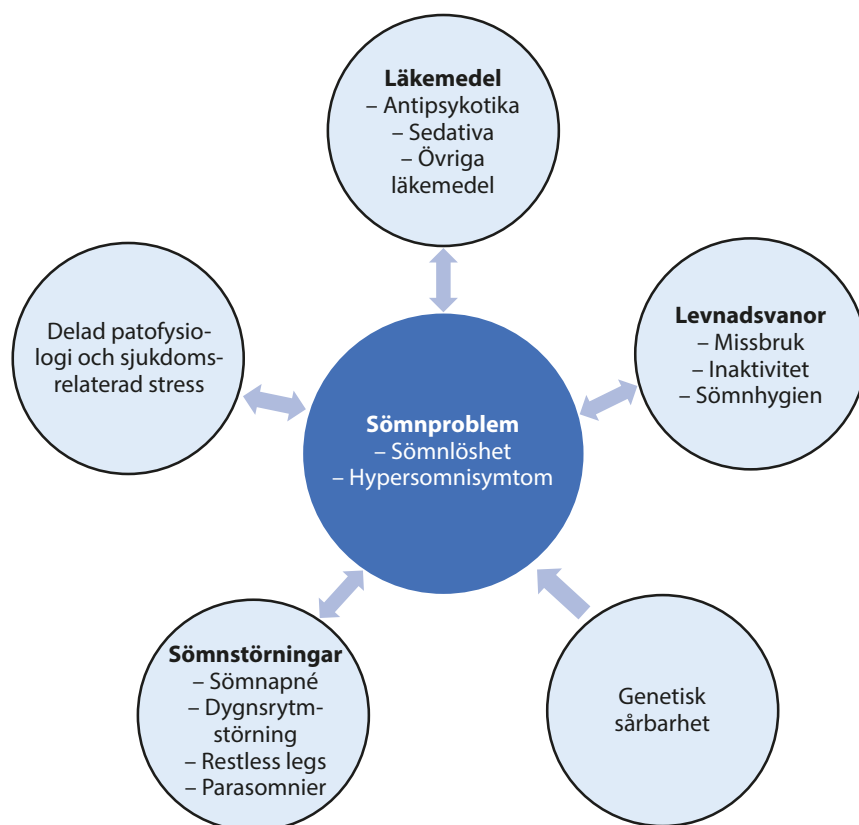 Läkemedel
– Antipsykotika
– Sedativa
– Övriga
läkemedel
Delad patofysio-
logi och sjukdoms-
relaterad stress
Levnadsvanor
– Missbruk
– Inaktivitet
– Sömnhygien
Sömnproblem
– Sömnlöshet
– Hypersomnisymtom
Sömnstörningar
– Sömnapné
– Dygnsrytm-
störning
– Restless legs
– Parasomnier
Genetisk
sårbarhet